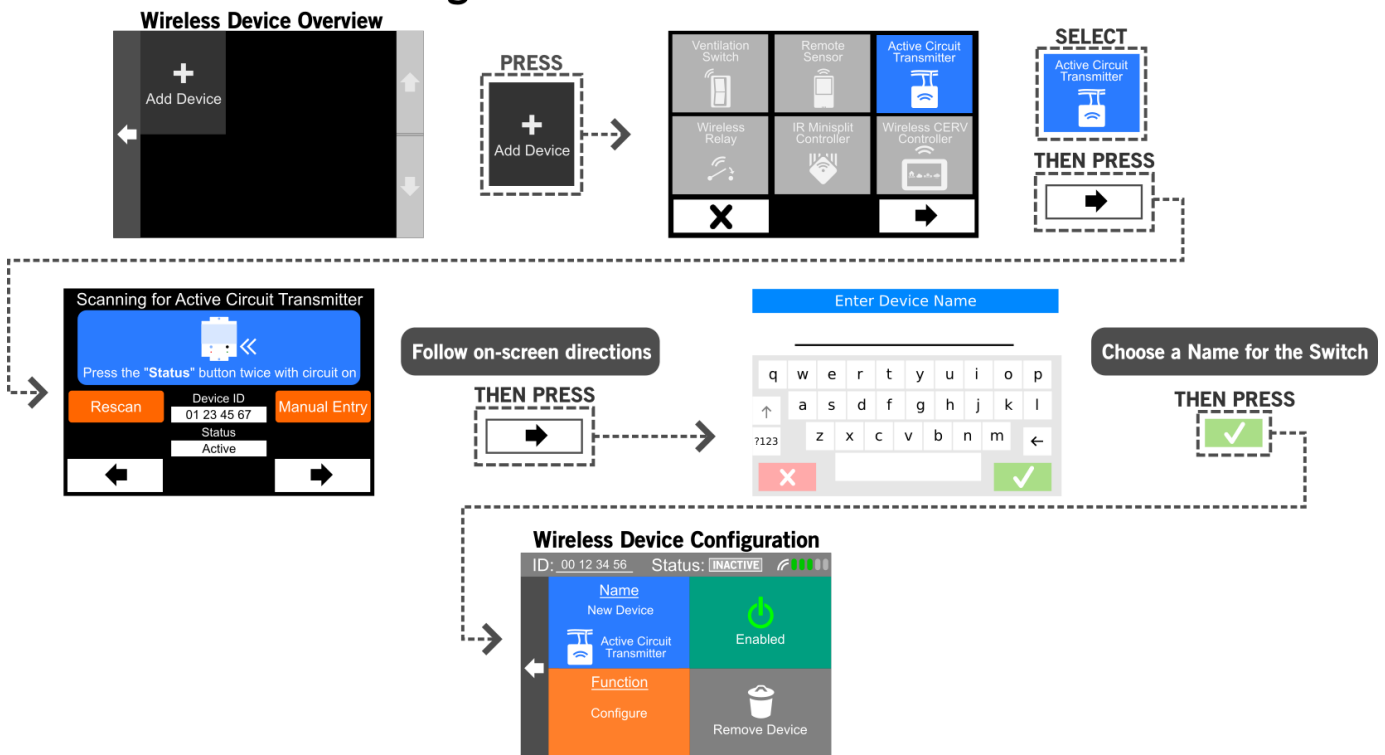 Wireless Device Overview
Add Device
PRESS
Add Device
Ventilation
Switch
Remote
Sensor
Active Circuit
Transmitter
Wireless
Relay
IR Minisplit
Controller
Wireless CERV
Controller
SELECT
Active Circuit
Transmitter
THEN PRESS
Scanning for Active Circuit Transmitter
Press the "Status" button twice with circuit on
Rescan
Device ID
01 23 45 67
Manual Entry
Status
Active
Follow on-screen directions
THEN PRESS
Enter Device Name
q w e r t y u i o p
a s d f g h j k l
z x c v b n m
?123
Choose a Name for the Switch
THEN PRESS
Wireless Device Configuration
ID: 00 12 34 56 Status: INACTIVE
Name
New Device
Active Circuit
Transmitter
Enabled
Function
Configure
Remove Device